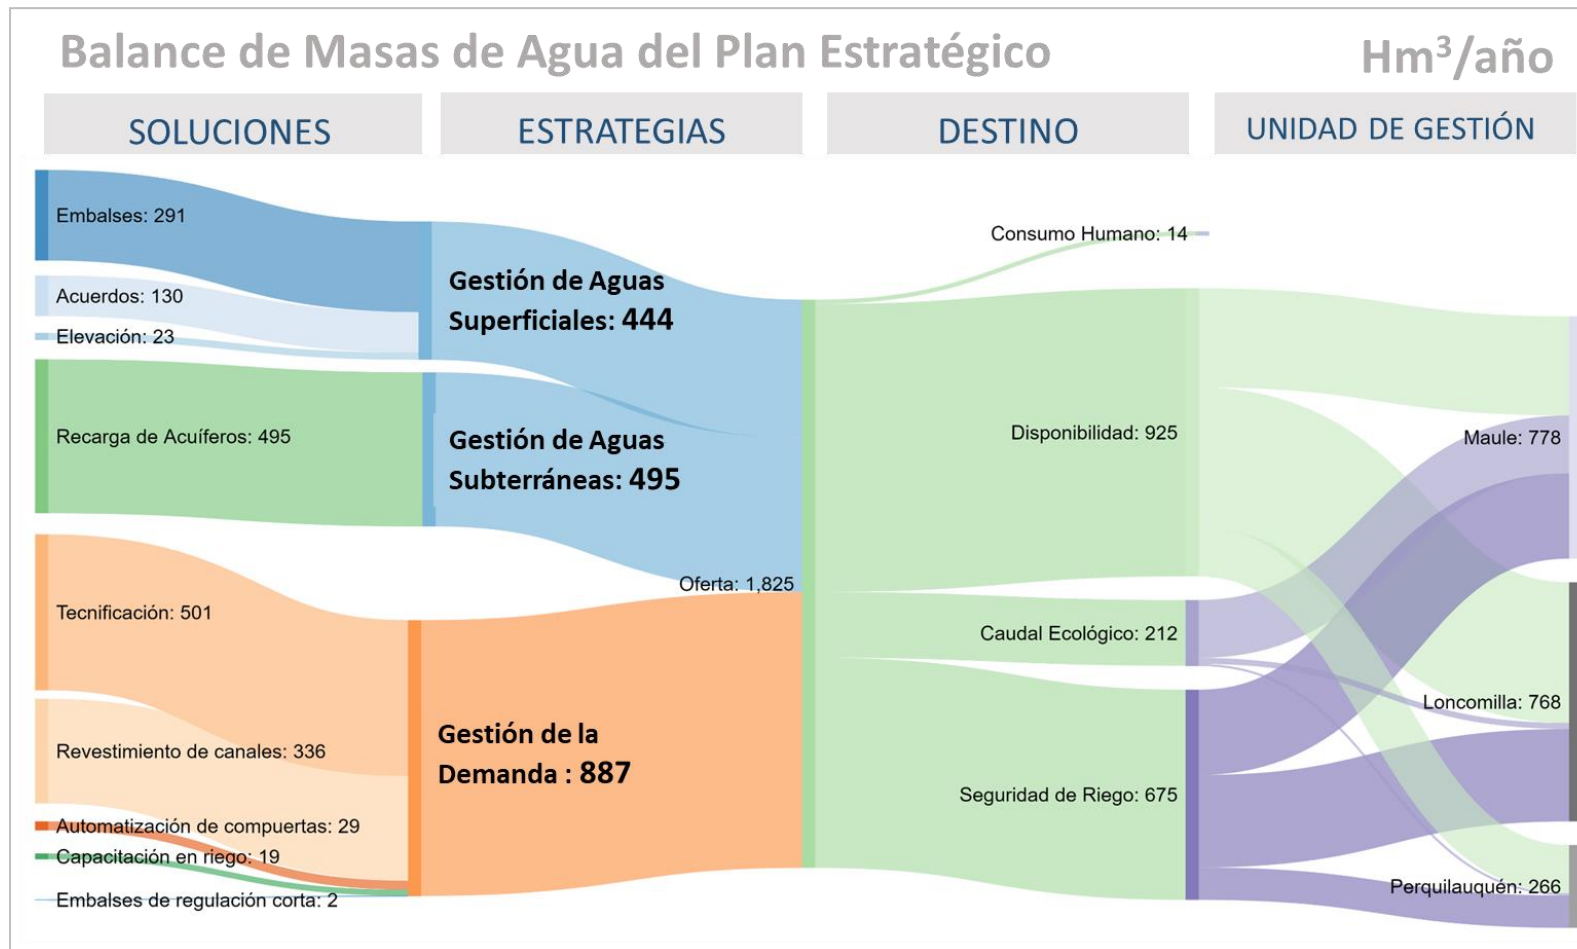 Balance de Masas de Agua del Plan Estratégico
Hm³/año
SOLUCIONES
ESTRATEGIAS
DESTINO
UNIDAD DE GESTIÓN
Embalses: 291
Acuerdos: 130
Elevación: 23
Recarga de Acuíferos: 495
Tecnificación: 501
Revestimiento de canales: 336
Automatización de compuertas: 29
Capacitación en riego: 19
Embalses de regulación corta: 2
Gestión de Aguas
Superficiales: 444
Gestión de Aguas
Subterráneas: 495
Gestión de la
Demanda : 887
Oferta: 1,825
Consumo Humano: 14
Disponibilidad: 925
Caudal Ecológico: 212
Seguridad de Riego: 675
Maule: 778
Loncomilla: 768
Perquilauquén: 266